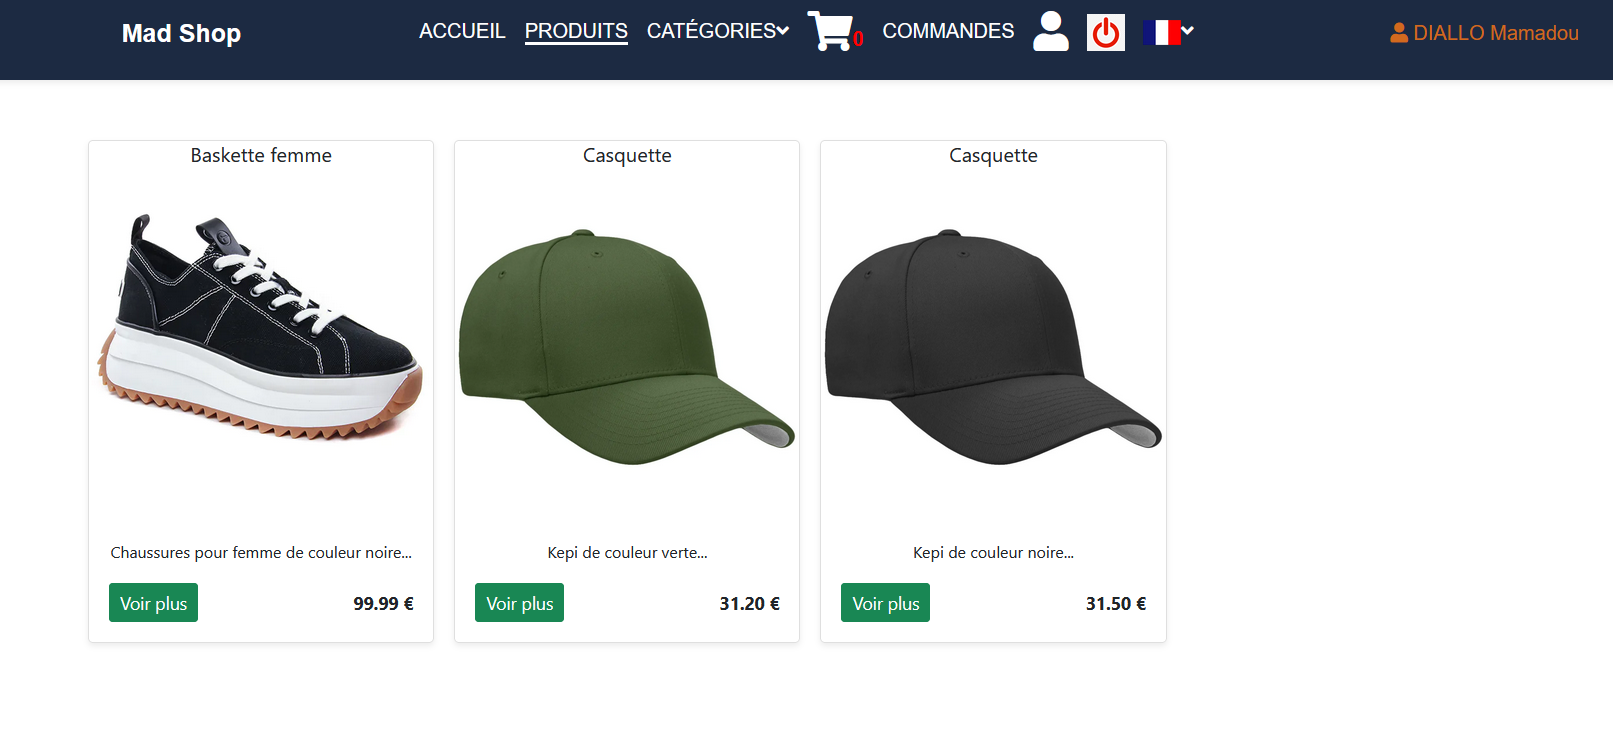 Mad Shop
ACCUEIL PRODUITS CATÉGORIES 0 COMMANDES
DIALLO Mamadou
Baskette femme
Chaussures pour femme de couleur noire...
Voir plus 99.99 €
Casquette
Kepi de couleur verte...
Voir plus 31.20 €
Casquette
Kepi de couleur noire...
Voir plus 31.50 €